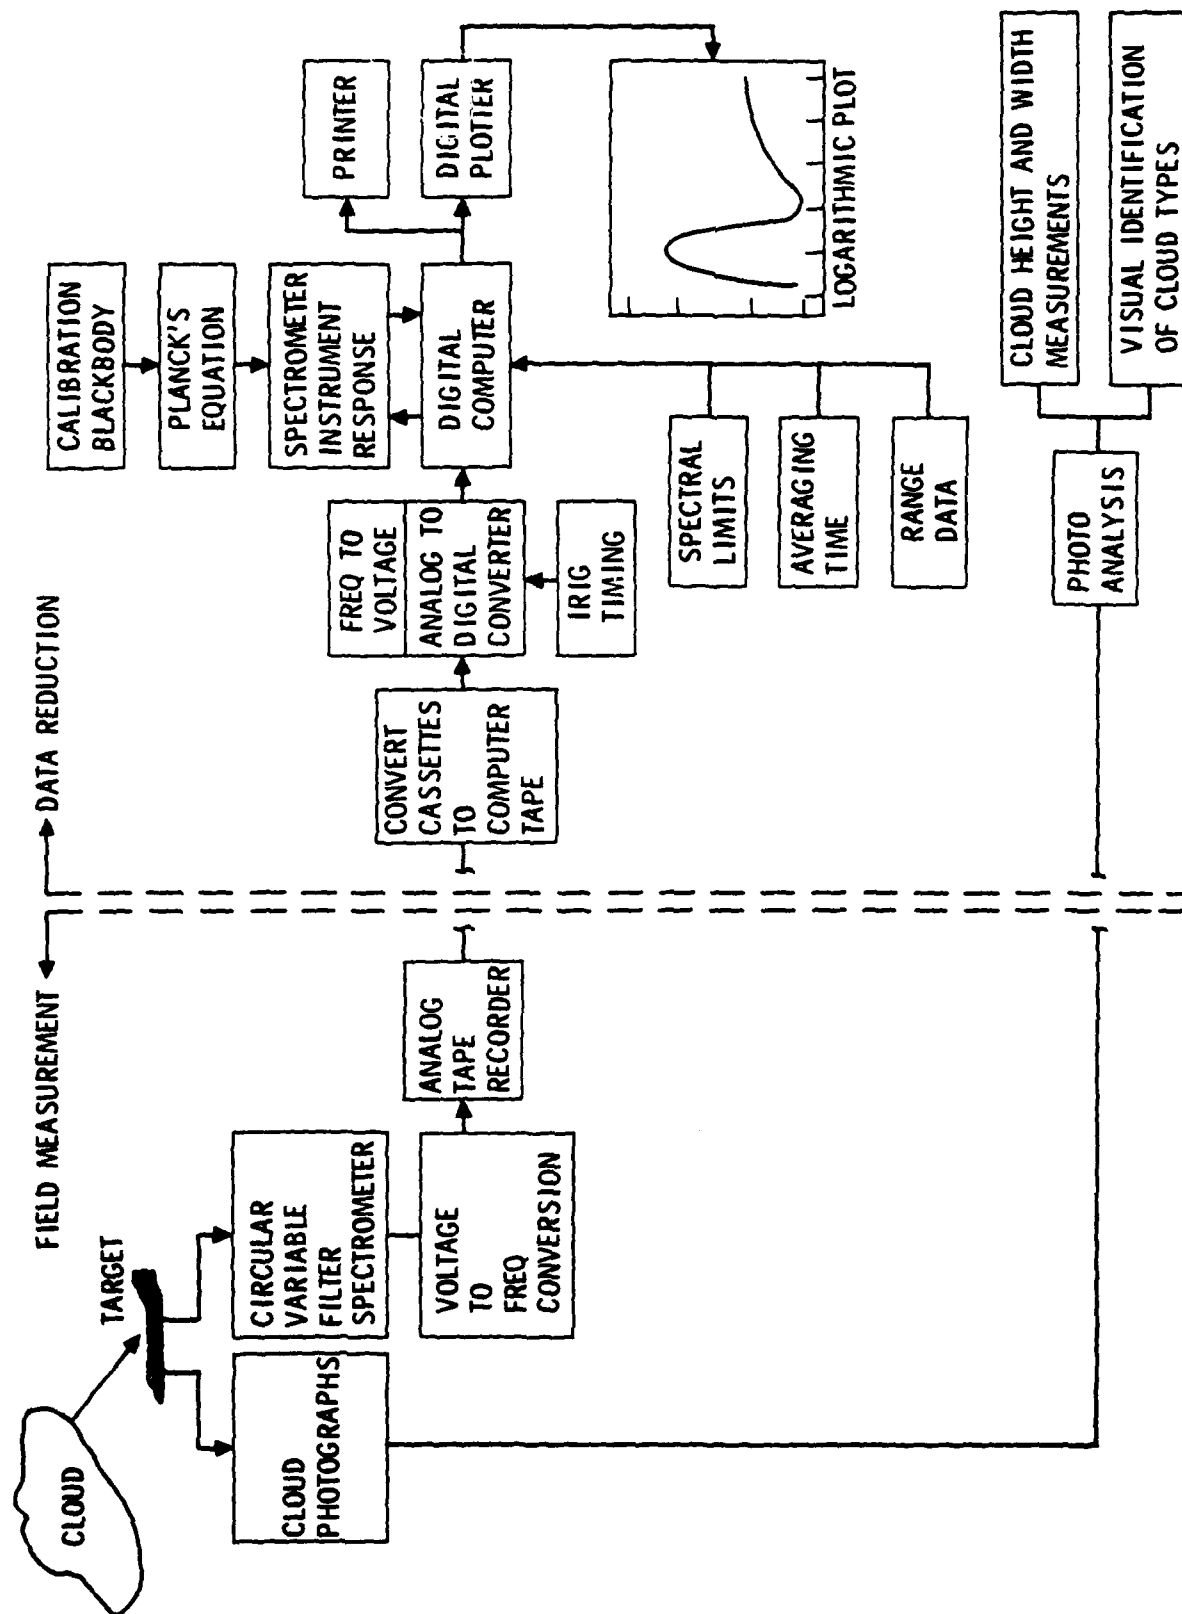 FIELD MEASUREMENT
DATA REDUCTION
CLOUD
TARGET
CLOUD
PHOTOGRAPHS
CIRCULAR
VARIABLE
FILTER
SPECTROMETER
VOLTAGE
TO
FREQ
CONVERSION
ANALOG
TAPE
RECORDER
CONVERT
CASSETTES
TO
COMPUTER
TAPE
FREQ TO
VOLTAGE
ANALOG TO
DIGITAL
CONVERTER
IRIG
TIMING
CALIBRATION
BLACKBODY
PLANCK'S
EQUATION
SPECTROMETER
INSTRUMENT
RESPONSE
DIGITAL
COMPUTER
SPECTRAL
LIMITS
AVERAGING
TIME
RANGE
DATA
PRINTER
DIGITAL
PLOTTER
LOGARITHMIC PLOT
PHOTO
ANALYSIS
CLOUD HEIGHT AND WIDTH
MEASUREMENTS
VISUAL IDENTIFICATION
OF CLOUD TYPES